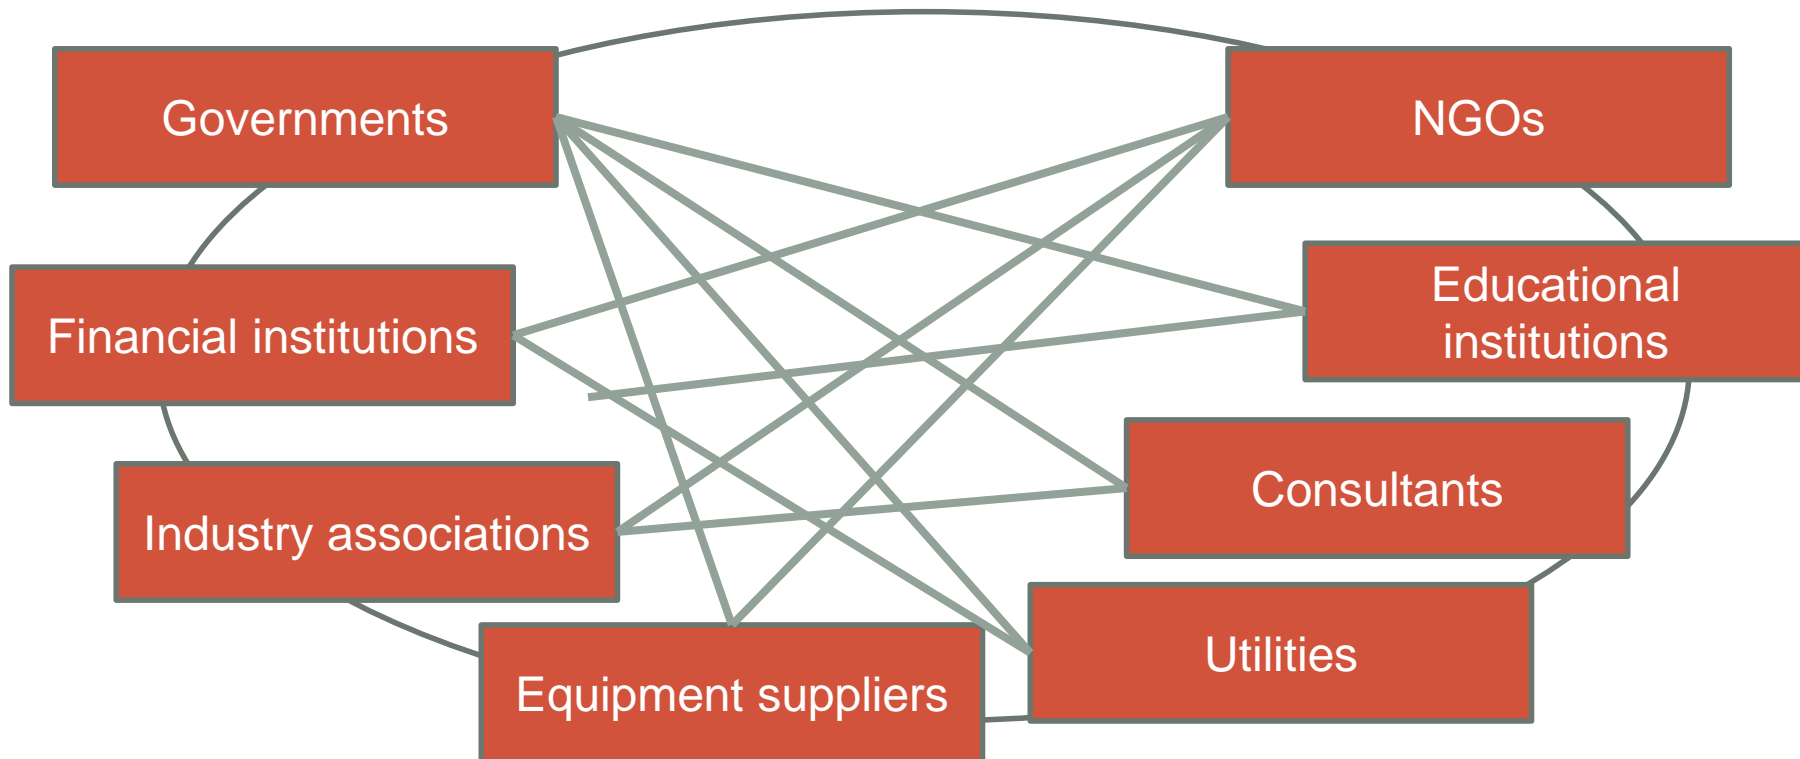 Governments
NGOs
Financial institutions
Educational
institutions
Industry associations
Consultants
Equipment suppliers
Utilities